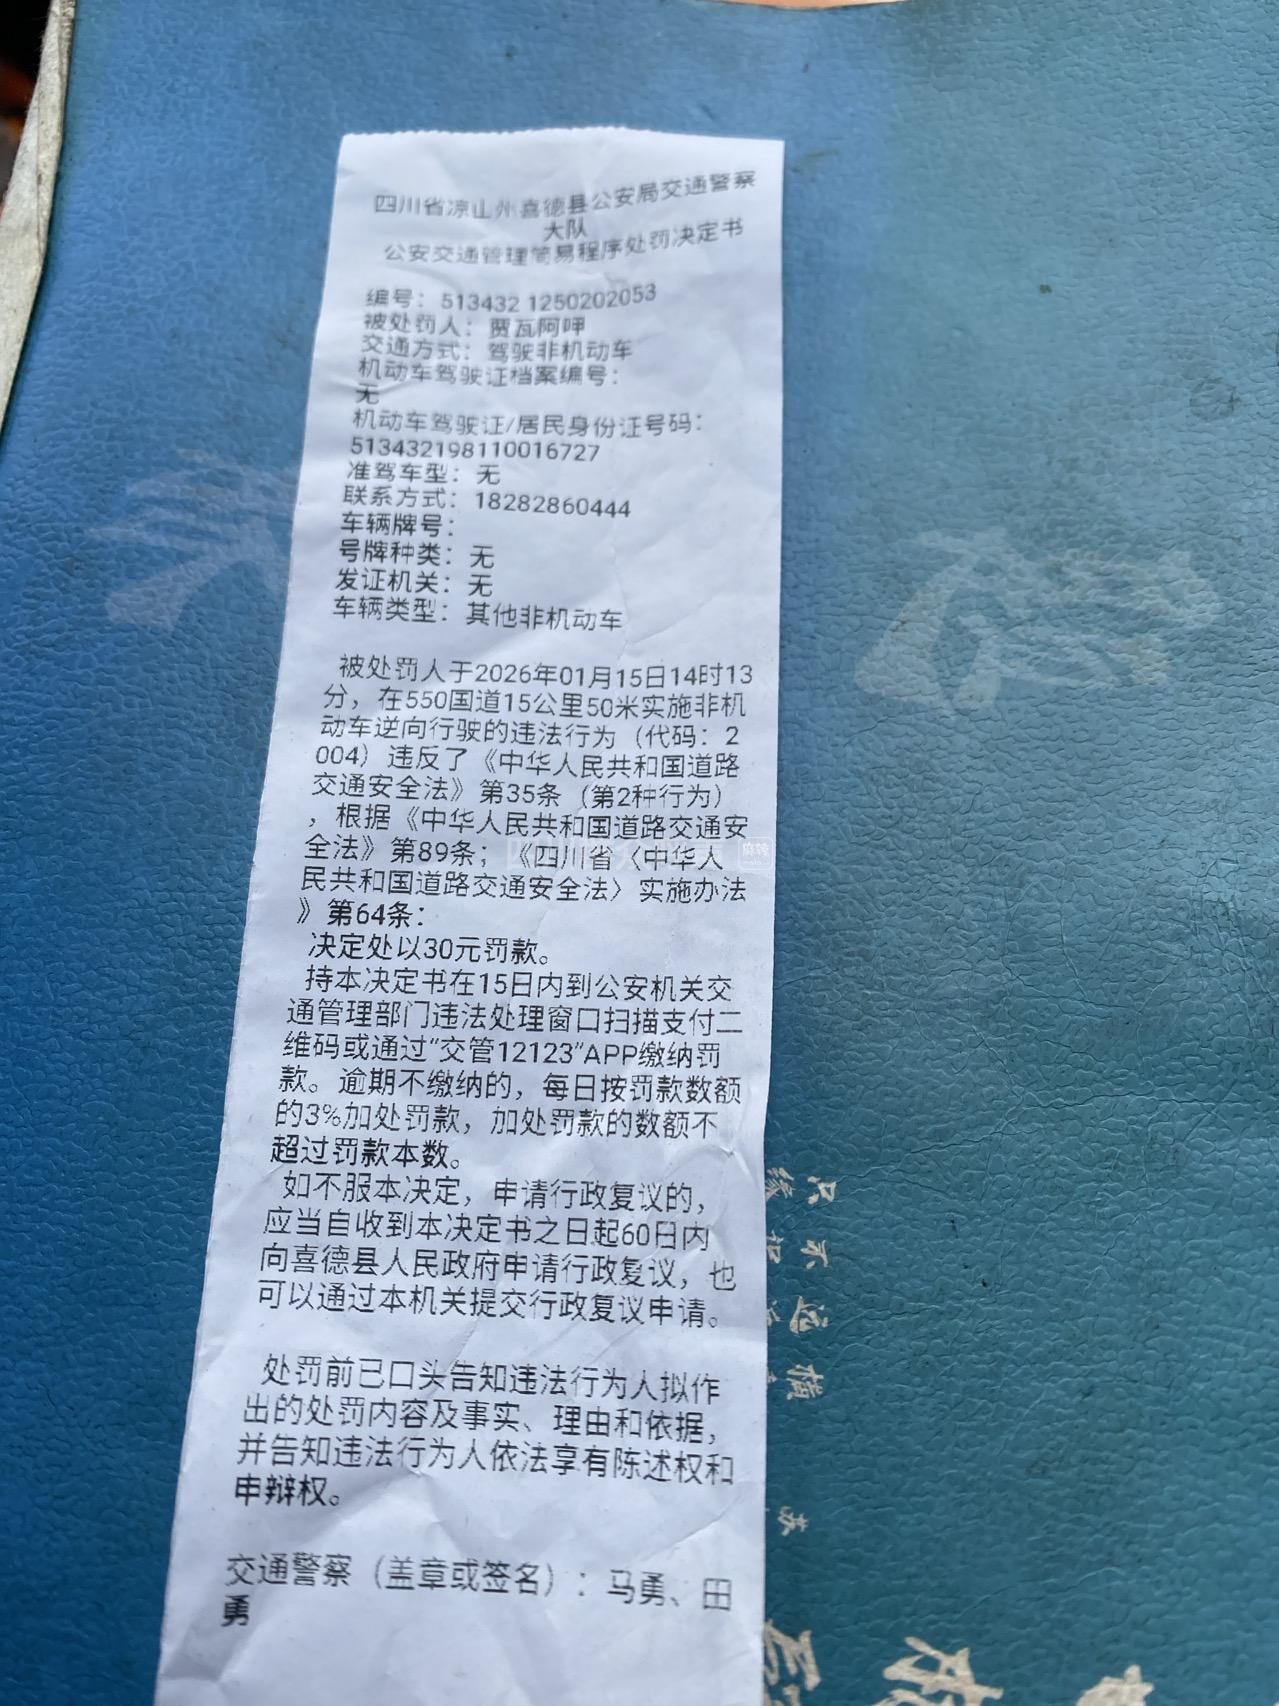 四川省凉山州喜德县公安局交通警察
大队
公安交通管理简易程序处罚决定书
编号：513432 1250202053
被处罚人：贾瓦阿呷
交通方式：驾驶非机动车
机动车驾驶证档案编号：
无
机动车驾驶证/居民身份证号码：
513432198110016727
准驾车型：无
联系方式：18282860444
车辆牌号：
号牌种类：无
发证机关：无
车辆类型：其他非机动车
被处罚人于2026年01月15日14时13
分，在550国道15公里50米实施非机
动车逆向行驶的违法行为（代码：2
004）违反了《中华人民共和国道路
交通安全法》第35条（第2种行为）
，根据《中华人民共和国道路交通安
全法》第89条；《四川省〈中华人
民共和国道路交通安全法〉实施办法
》第64条：
决定处以30元罚款。
持本决定书在15日内到公安机关交
通管理部门违法处理窗口扫描支付二
维码或通过“交管12123”APP缴纳罚
款。逾期不缴纳的，每日按罚款数额
的3%加处罚款，加处罚款的数额不
超过罚款本数。
如不服本决定，申请行政复议的，
应当自收到本决定书之日起60日内
向喜德县人民政府申请行政复议，也
可以通过本机关提交行政复议申请。
处罚前已口头告知违法行为人拟作
出的处罚内容及事实、理由和依据，
并告知违法行为人依法享有陈述权和
申辩权。
交通警察（盖章或签名）：马勇、田
勇
麻辣
只
不
远
横
苏